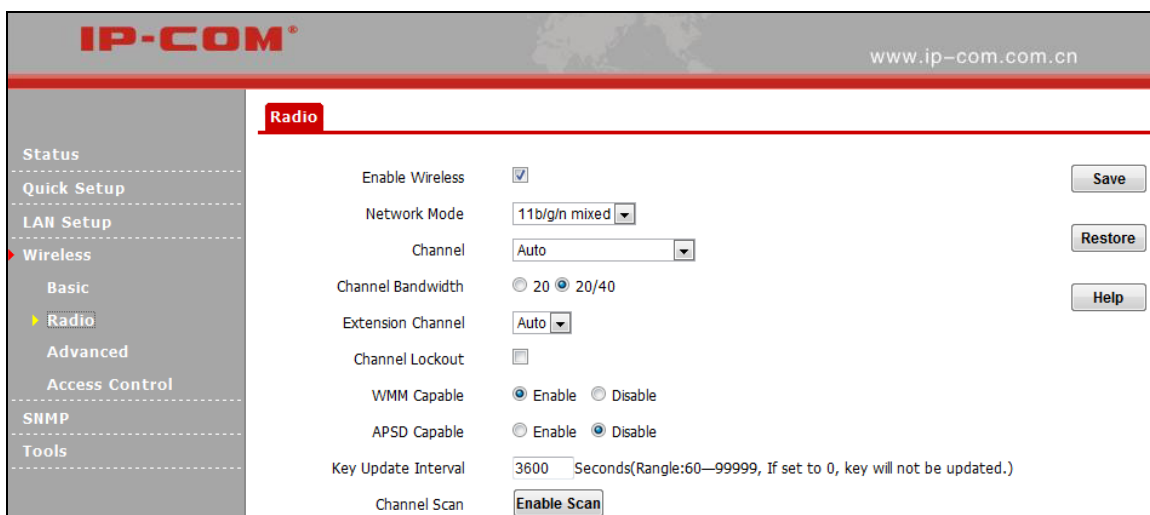 IP-COM®
www.ip-com.com.cn
Radio
Status
Quick Setup
LAN Setup
Wireless
Basic
Radio
Advanced
Access Control
SNMP
Tools
Enable Wireless
Network Mode 11b/g/n mixed
Channel Auto
Channel Bandwidth 20 20/40
Extension Channel Auto
Channel Lockout
WMM Capable Enable Disable
APSD Capable Enable Disable
Key Update Interval 3600 Seconds(Rangle:60—99999, If set to 0, key will not be updated.)
Channel Scan Enable Scan
Save
Restore
Help